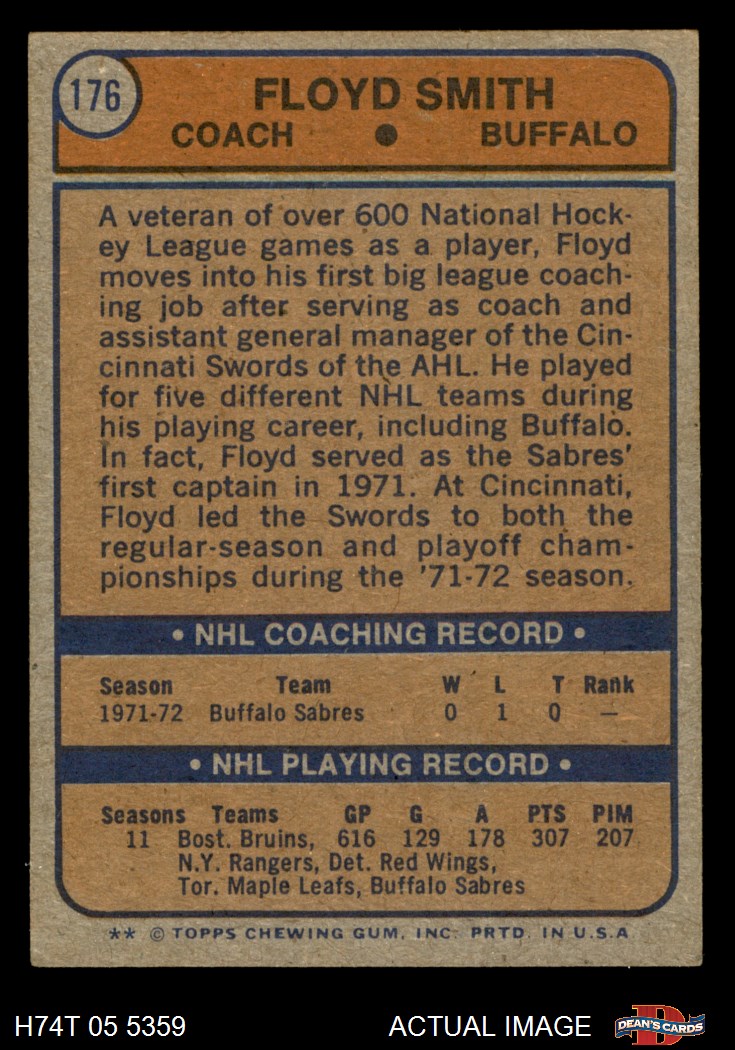 176
FLOYD SMITH
COACH ● BUFFALO
A veteran of over 600 National Hock-
ey League games as a player, Floyd
moves into his first big league coach-
ing job after serving as coach and
assistant general manager of the Cin-
cinnati Swords of the AHL. He played
for five different NHL teams during
his playing career, including Buffalo.
In fact, Floyd served as the Sabres'
first captain in 1971. At Cincinnati,
Floyd led the Swords to both the
regular-season and playoff cham-
pionships during the '71-72 season.
• NHL COACHING RECORD •
Season Team W L T Rank
1971-72 Buffalo Sabres 0 1 0 —
• NHL PLAYING RECORD •
Seasons Teams GP G A PTS PIM
11 Bost. Bruins, 616 129 178 307 207
N.Y. Rangers, Det. Red Wings,
Tor. Maple Leafs, Buffalo Sabres
** © TOPPS CHEWING GUM, INC. PRTD. IN U.S.A
H74T 05 5359 ACTUAL IMAGE D DEAN'S CARDS